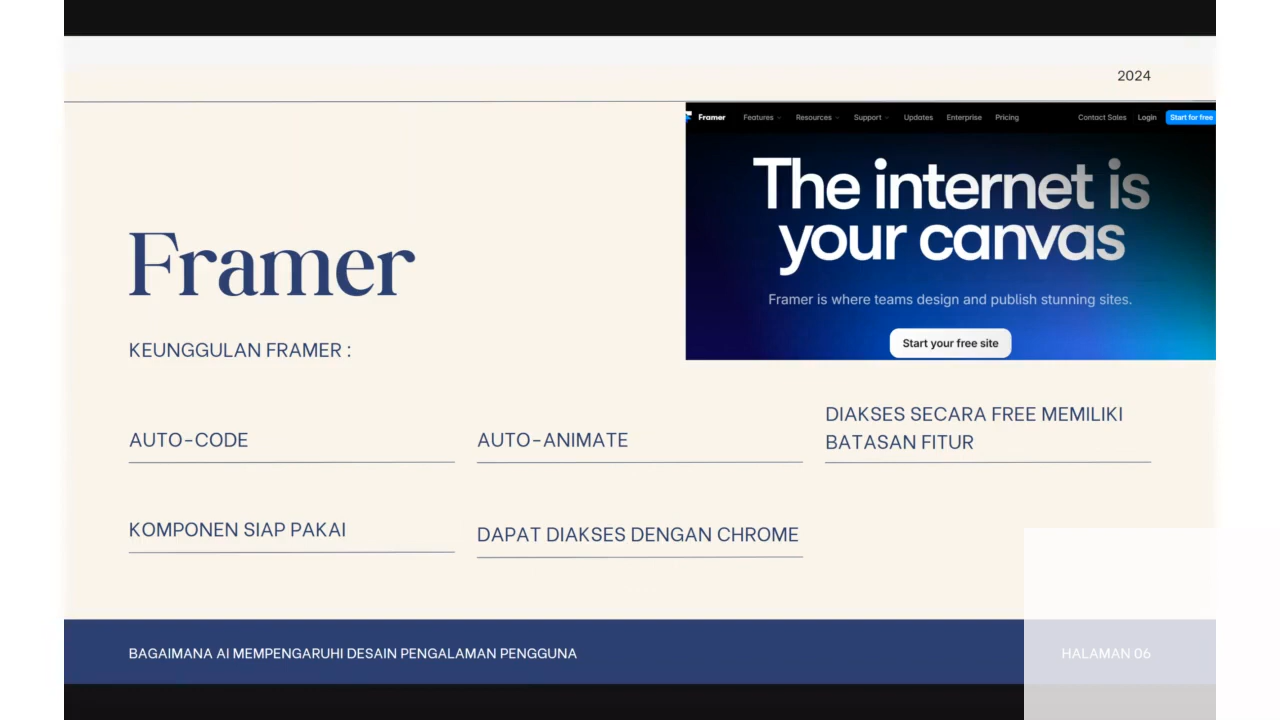 2024
Framer Features Resources Support Updates Enterprise Pricing Contact Sales Login Start for free
The internet is
your canvas
Framer is where teams design and publish stunning sites.
Start your free site
Framer
KEUNGGULAN FRAMER :
AUTO-CODE
AUTO-ANIMATE
DIAKSES SECARA FREE MEMILIKI
BATASAN FITUR
KOMPONEN SIAP PAKAI
DAPAT DIAKSES DENGAN CHROME
BAGAIMANA AI MEMPENGARUHI DESAIN PENGALAMAN PENGGUNA
HALAMAN 06